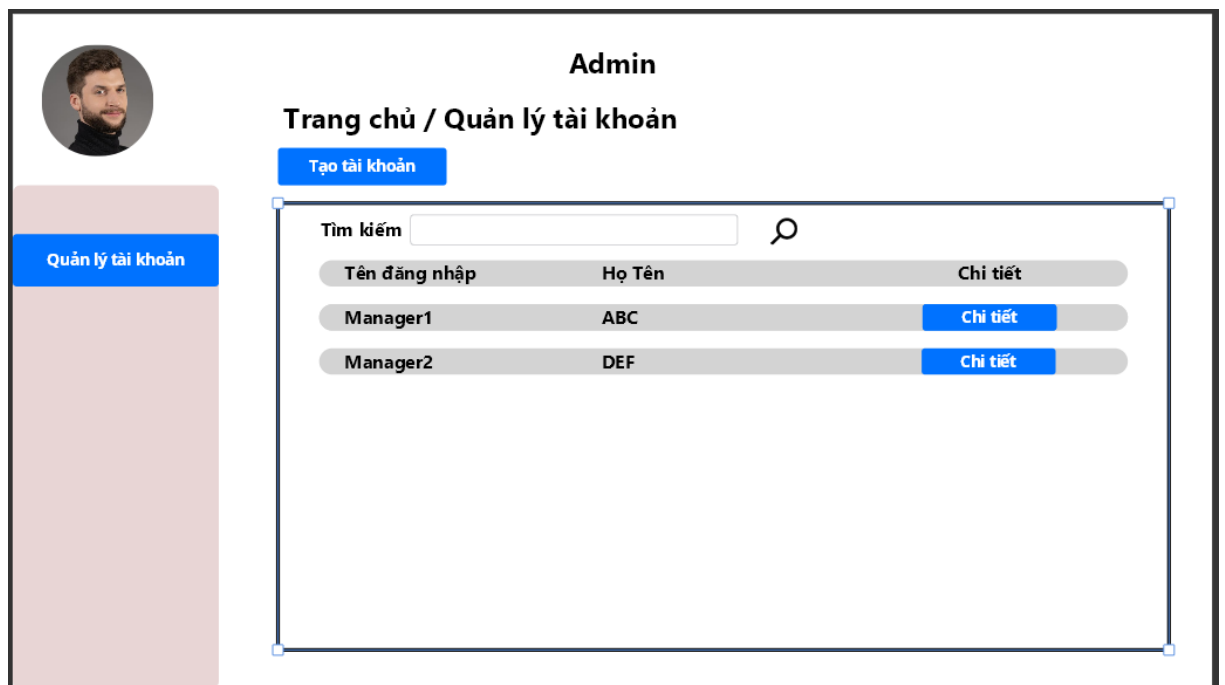 Admin
Trang chủ / Quản lý tài khoản
Tạo tài khoản
Quản lý tài khoản
Tìm kiếm
Tên đăng nhập Họ Tên Chi tiết
Manager1 ABC Chi tiết
Manager2 DEF Chi tiết